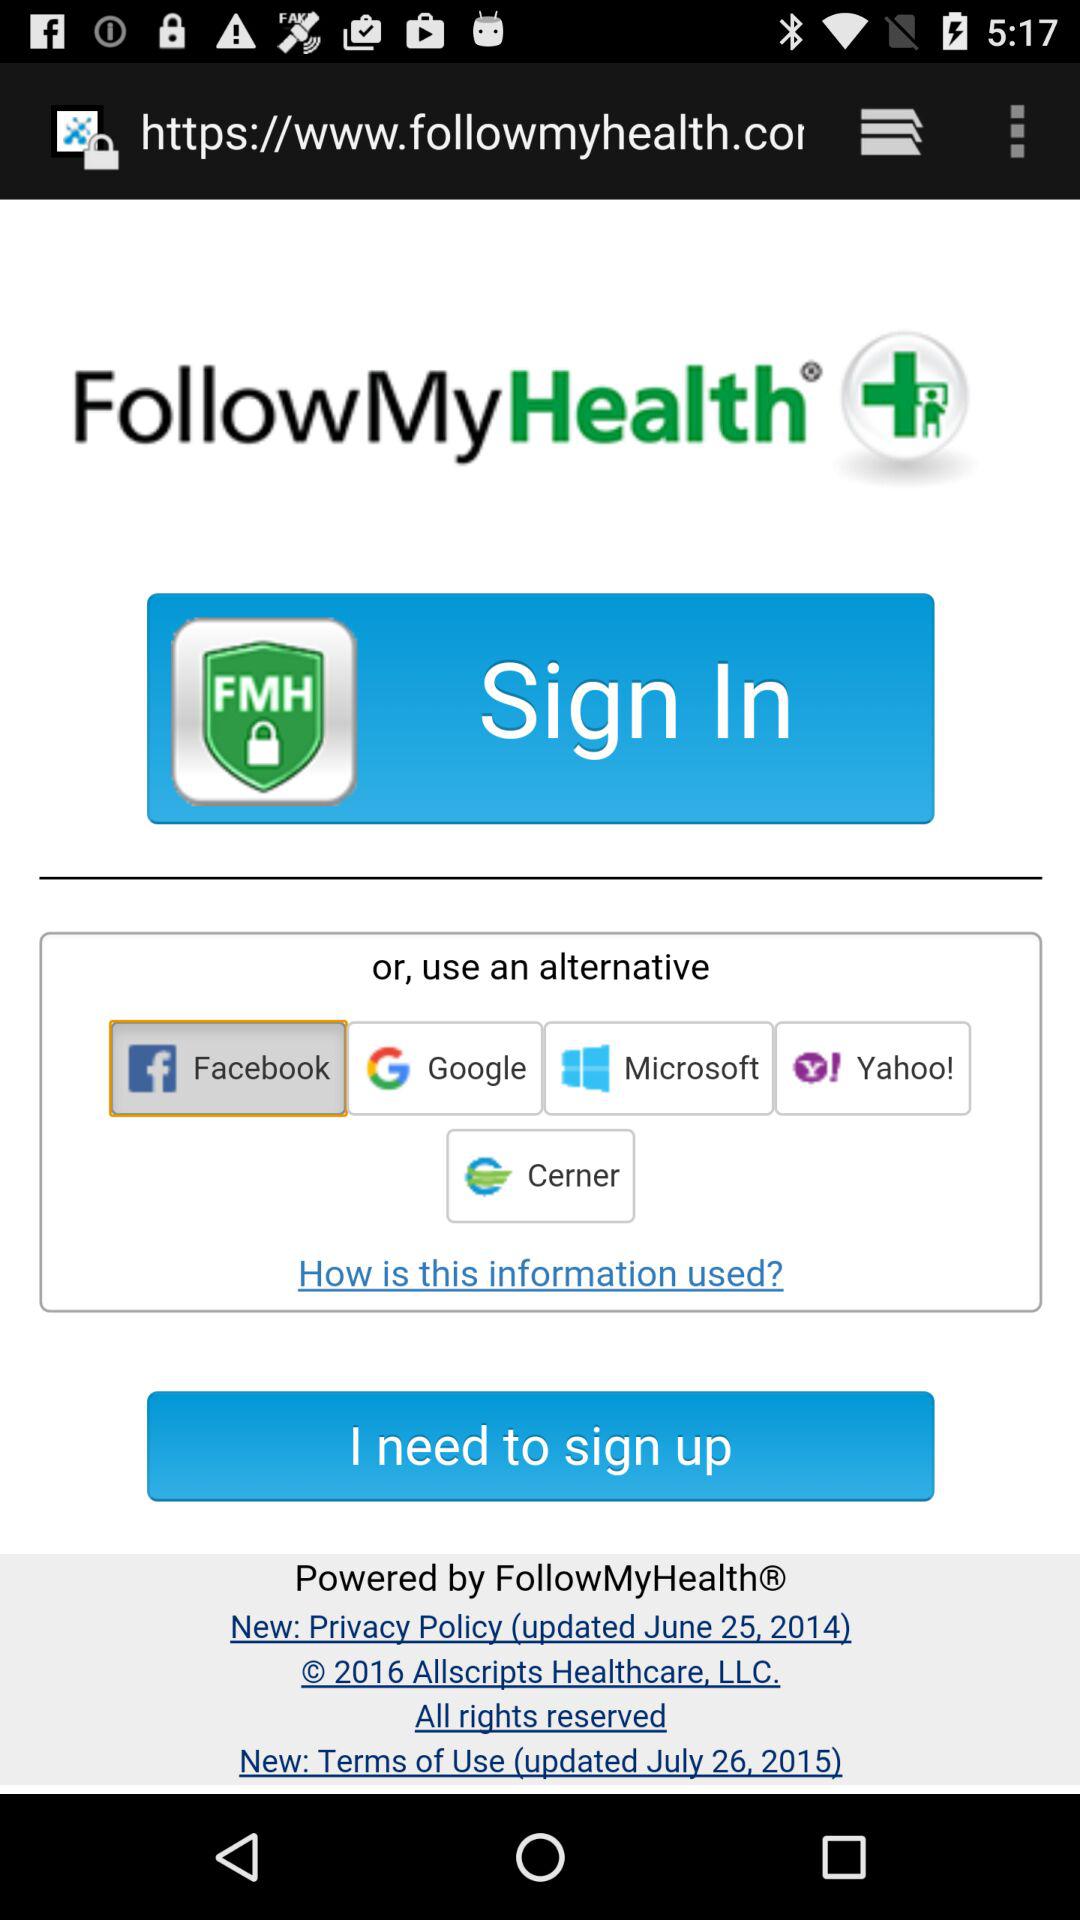 FAKE
5:17
https://www.followmyhealth.cor
FollowMyHealth®
FMH
Sign In
or, use an alternative
Facebook Google Microsoft Y! Yahoo!
Cerner
How is this information used?
I need to sign up
Powered by FollowMyHealth®
New: Privacy Policy (updated June 25, 2014)
© 2016 Allscripts Healthcare, LLC.
All rights reserved
New: Terms of Use (updated July 26, 2015)